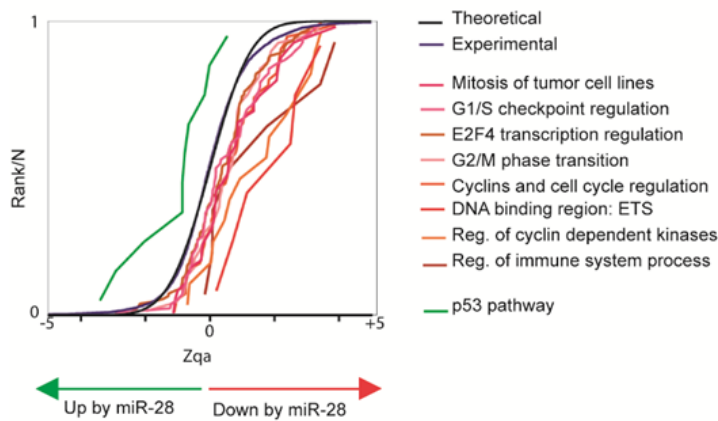 1
Rank/N
0
-5
0
+5
Zqa
Up by miR-28
Down by miR-28
Theoretical
Experimental
Mitosis of tumor cell lines
G1/S checkpoint regulation
E2F4 transcription regulation
G2/M phase transition
Cyclins and cell cycle regulation
DNA binding region: ETS
Reg. of cyclin dependent kinases
Reg. of immune system process
p53 pathway